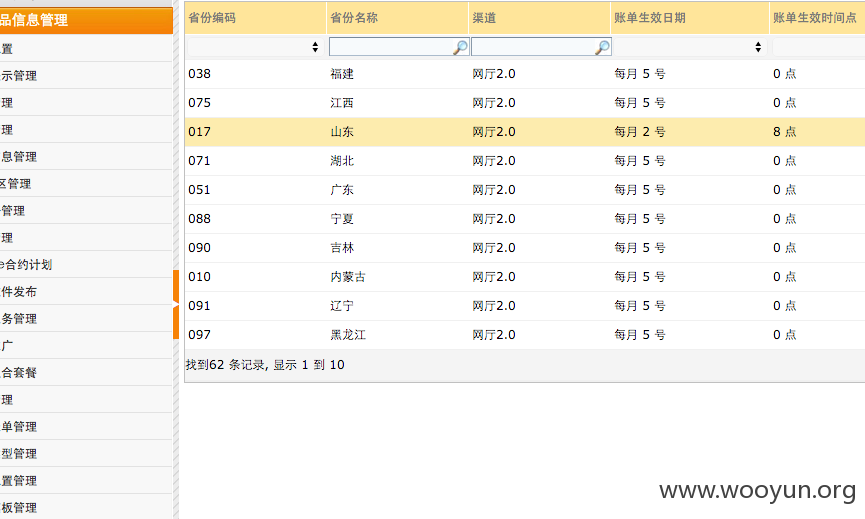 品信息管理
置
示管理
理
理
息管理
区管理
管理
理
e合约计划
件发布
务管理
广
合套餐
理
单管理
型管理
置管理
板管理
省份编码 省份名称 渠道 账单生效日期 账单生效时间点
038 福建 网厅2.0 每月 5 号 0 点
075 江西 网厅2.0 每月 5 号 0 点
017 山东 网厅2.0 每月 2 号 8 点
071 湖北 网厅2.0 每月 5 号 0 点
051 广东 网厅2.0 每月 5 号 0 点
088 宁夏 网厅2.0 每月 5 号 0 点
090 吉林 网厅2.0 每月 5 号 0 点
010 内蒙古 网厅2.0 每月 5 号 0 点
091 辽宁 网厅2.0 每月 5 号 0 点
097 黑龙江 网厅2.0 每月 5 号 0 点
找到62 条记录, 显示 1 到 10
www.wooyun.org